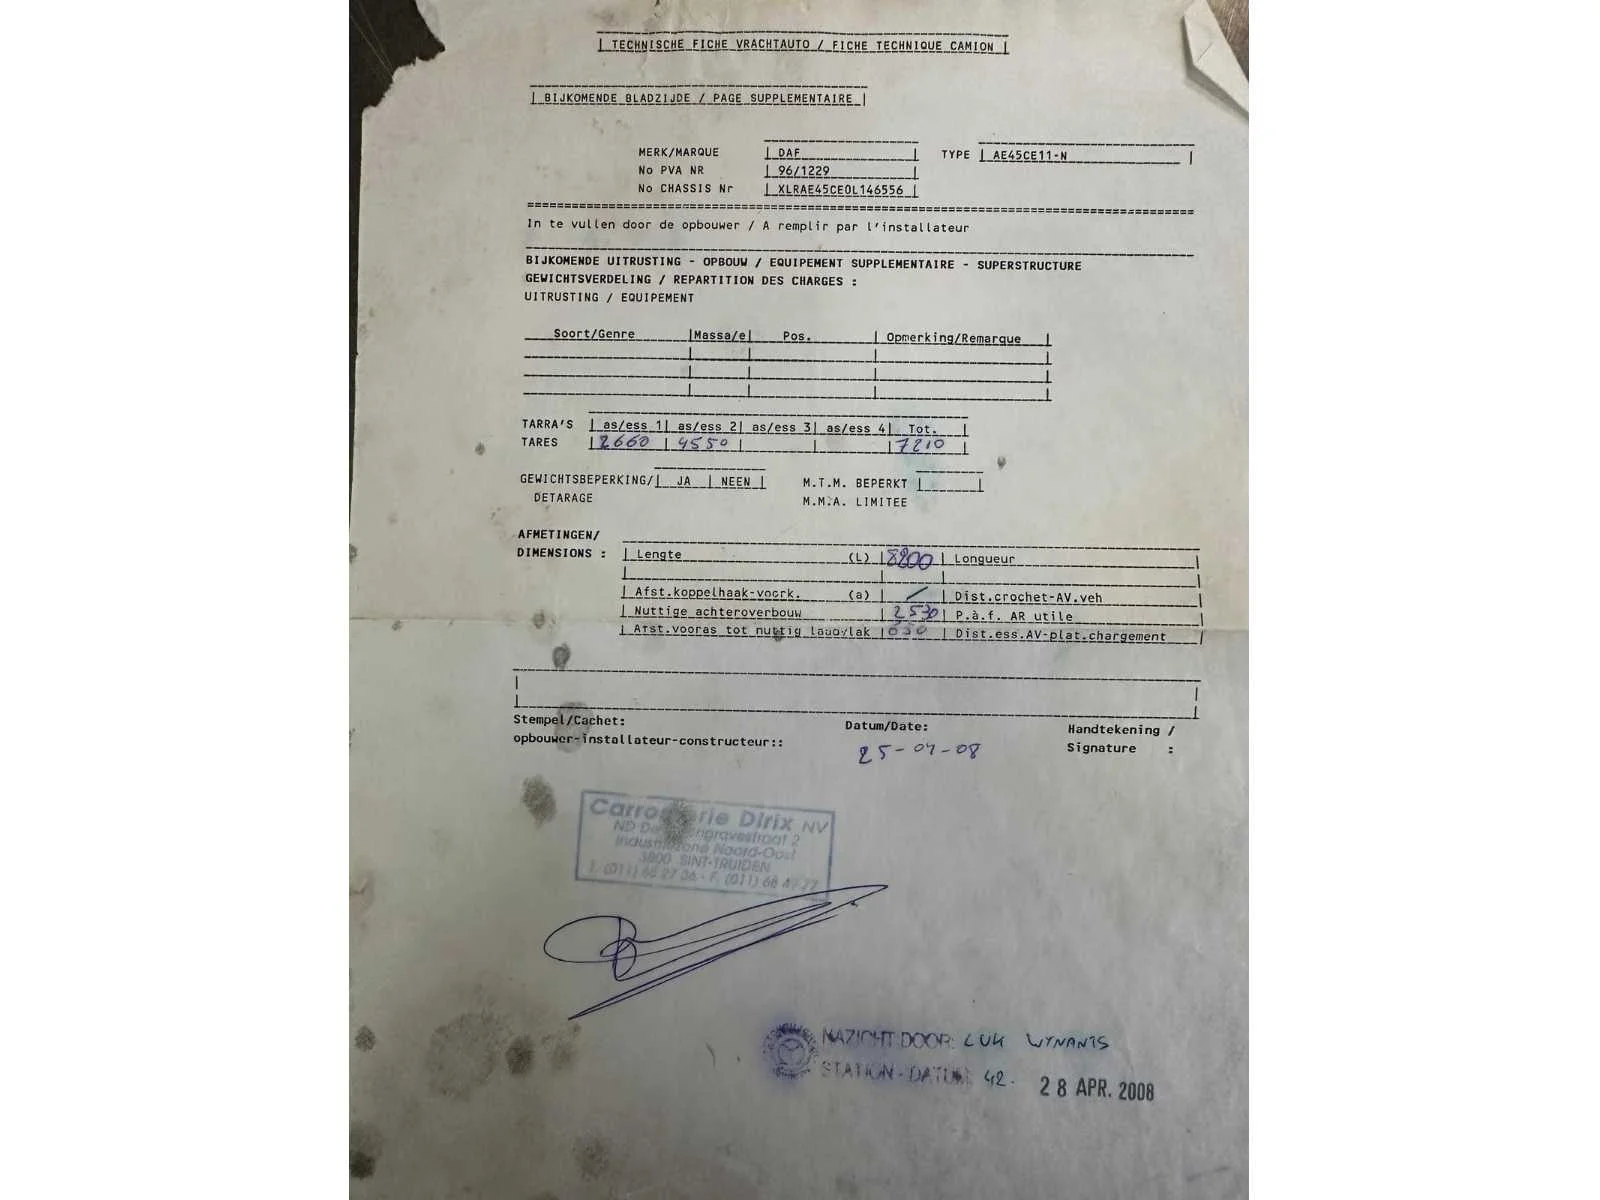 TECHNISCHE FICHE VRACHTAUTO / FICHE TECHNIQUE CAMION
BIJKOMENDE BLADZIJDE / PAGE SUPPLEMENTAIRE
MERK/MARQUE DAF TYPE AE45CE11-N
No PVA NR 96/1229
No CHASSIS Nr XLRAE45CE0L146556
In te vullen door de opbouwer / A remplir par l'installateur
BIJKOMENDE UITRUSTING - OPBOUW / EQUIPEMENT SUPPLEMENTAIRE - SUPERSTRUCTURE
GEWICHTSVERDELING / REPARTITION DES CHARGES :
UITRUSTING / EQUIPEMENT
Soort/Genre Massa/e Pos. Opmerking/Remarque
TARRA'S as/ess 1 as/ess 2 as/ess 3 as/ess 4 Tot.
TARES 2660 4550 7210
GEWICHTSBEPERKING/ JA NEEN M.T.M. BEPERKT
DETARAGE M.M.A. LIMITEE
AFMETINGEN/
DIMENSIONS : Lengte (L) Longueur
Afst.koppelhaak-voork. (a) / Dist.crochet-AV.veh
Nuttige achteroverbouw 2530 P.à.f. AR utile
Afst.vooras tot nuttig laadvlak Dist.ess.AV-plat.chargement
Stempel/Cachet: Datum/Date: Handtekening /
opbouwer-installateur-constructeur:: 25-04-08 Signature :
Dirix NV
Industriezone Noord-Oost
3800 SINT-TRUIDEN
NAZICHT DOOR: LUK WYNANTS
STATION - DATUM 42. 28 APR. 2008